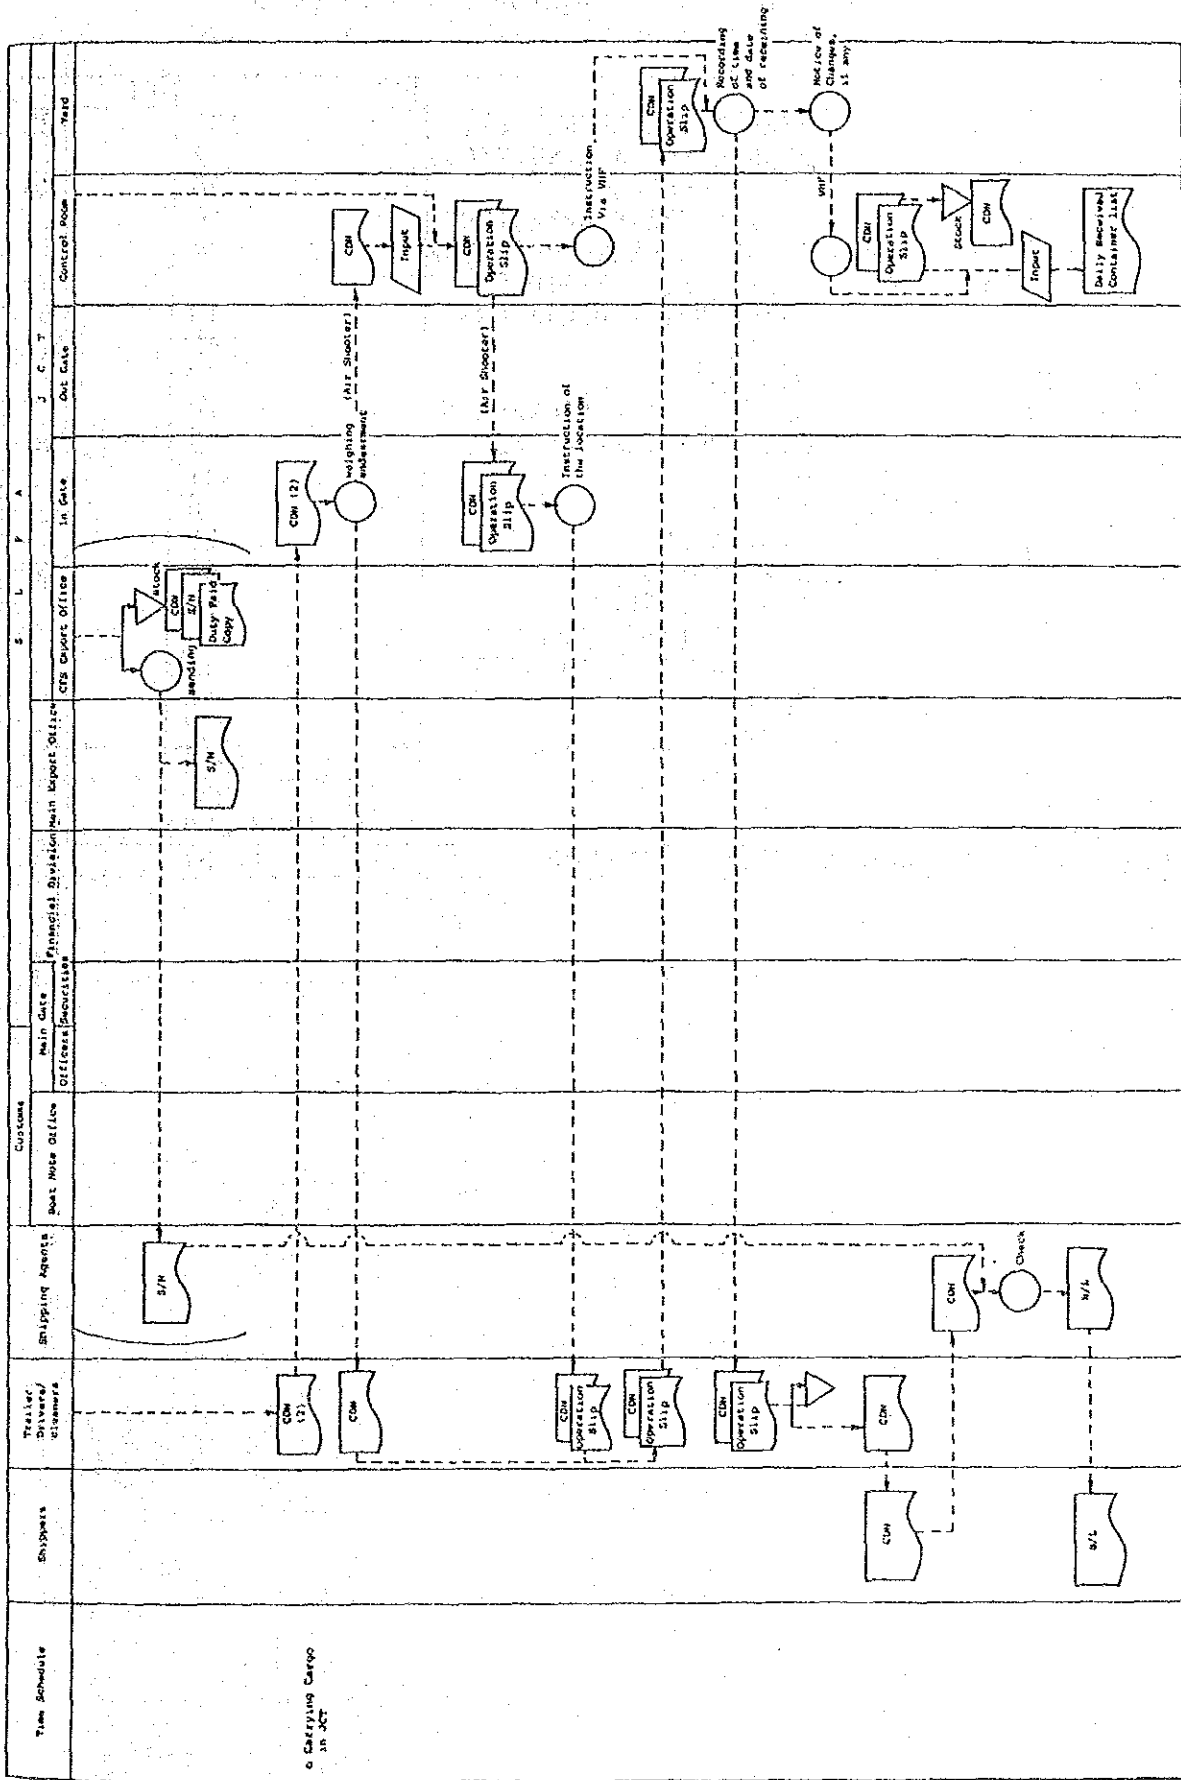 Time Schedule
Shippers
Trailer
Drivers/
Cleaners
Shipping Agents
Customs
Boat Note Office
Main Gate
Officers
Securities
S L P A
Financial Division
Main Export Office
CFS Export Office
J C T
In Gate
Out Gate
Control Room
Yard
S/N
S/N
Sending
Stock
CDN
S/N
Duty Paid
Copy
o Carrying Cargo
in JCT
CDN
(2)
CDN (2)
CDN
Weighing
endorsement
(Air Shooter)
CDN
Input
CDN
Operation
Slip
(Air Shooter)
CDN
Operation
Slip
CDN
Operation
Slip
Instruction of
the location
Instruction
Via VHF
CDN
Operation
Slip
CDN
Operation
Slip
CDN
Operation
Slip
Recording
of time
and date
of receiving
Notice of
Changes,
if any
VHF
CDN
CDN
CDN
Operation
Slip
Stock
CDN
CDN
Check
Input
B/L
Daily Received
Container list